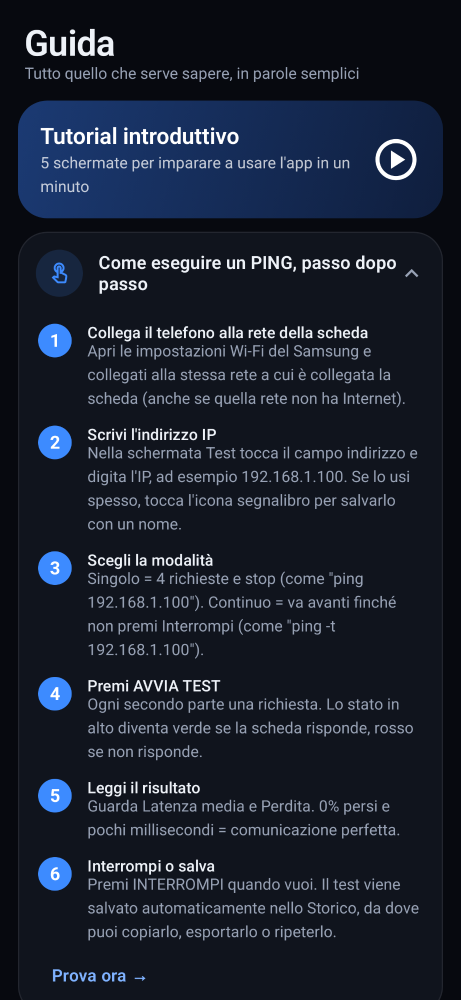 Guida
Tutto quello che serve sapere, in parole semplici
Tutorial introduttivo
5 schermate per imparare a usare l'app in un
minuto
Come eseguire un PING, passo dopo
passo
1
Collega il telefono alla rete della scheda
Apri le impostazioni Wi-Fi del Samsung e
collegati alla stessa rete a cui è collegata la
scheda (anche se quella rete non ha Internet).
2
Scrivi l'indirizzo IP
Nella schermata Test tocca il campo indirizzo e
digita l'IP, ad esempio 192.168.1.100. Se lo usi
spesso, tocca l'icona segnalibro per salvarlo
con un nome.
3
Scegli la modalità
Singolo = 4 richieste e stop (come "ping
192.168.1.100"). Continuo = va avanti finché
non premi Interrompi (come "ping -t
192.168.1.100").
4
Premi AVVIA TEST
Ogni secondo parte una richiesta. Lo stato in
alto diventa verde se la scheda risponde, rosso
se non risponde.
5
Leggi il risultato
Guarda Latenza media e Perdita. 0% persi e
pochi millisecondi = comunicazione perfetta.
6
Interrompi o salva
Premi INTERROMPI quando vuoi. Il test viene
salvato automaticamente nello Storico, da dove
puoi copiarlo, esportarlo o ripeterlo.
Prova ora →